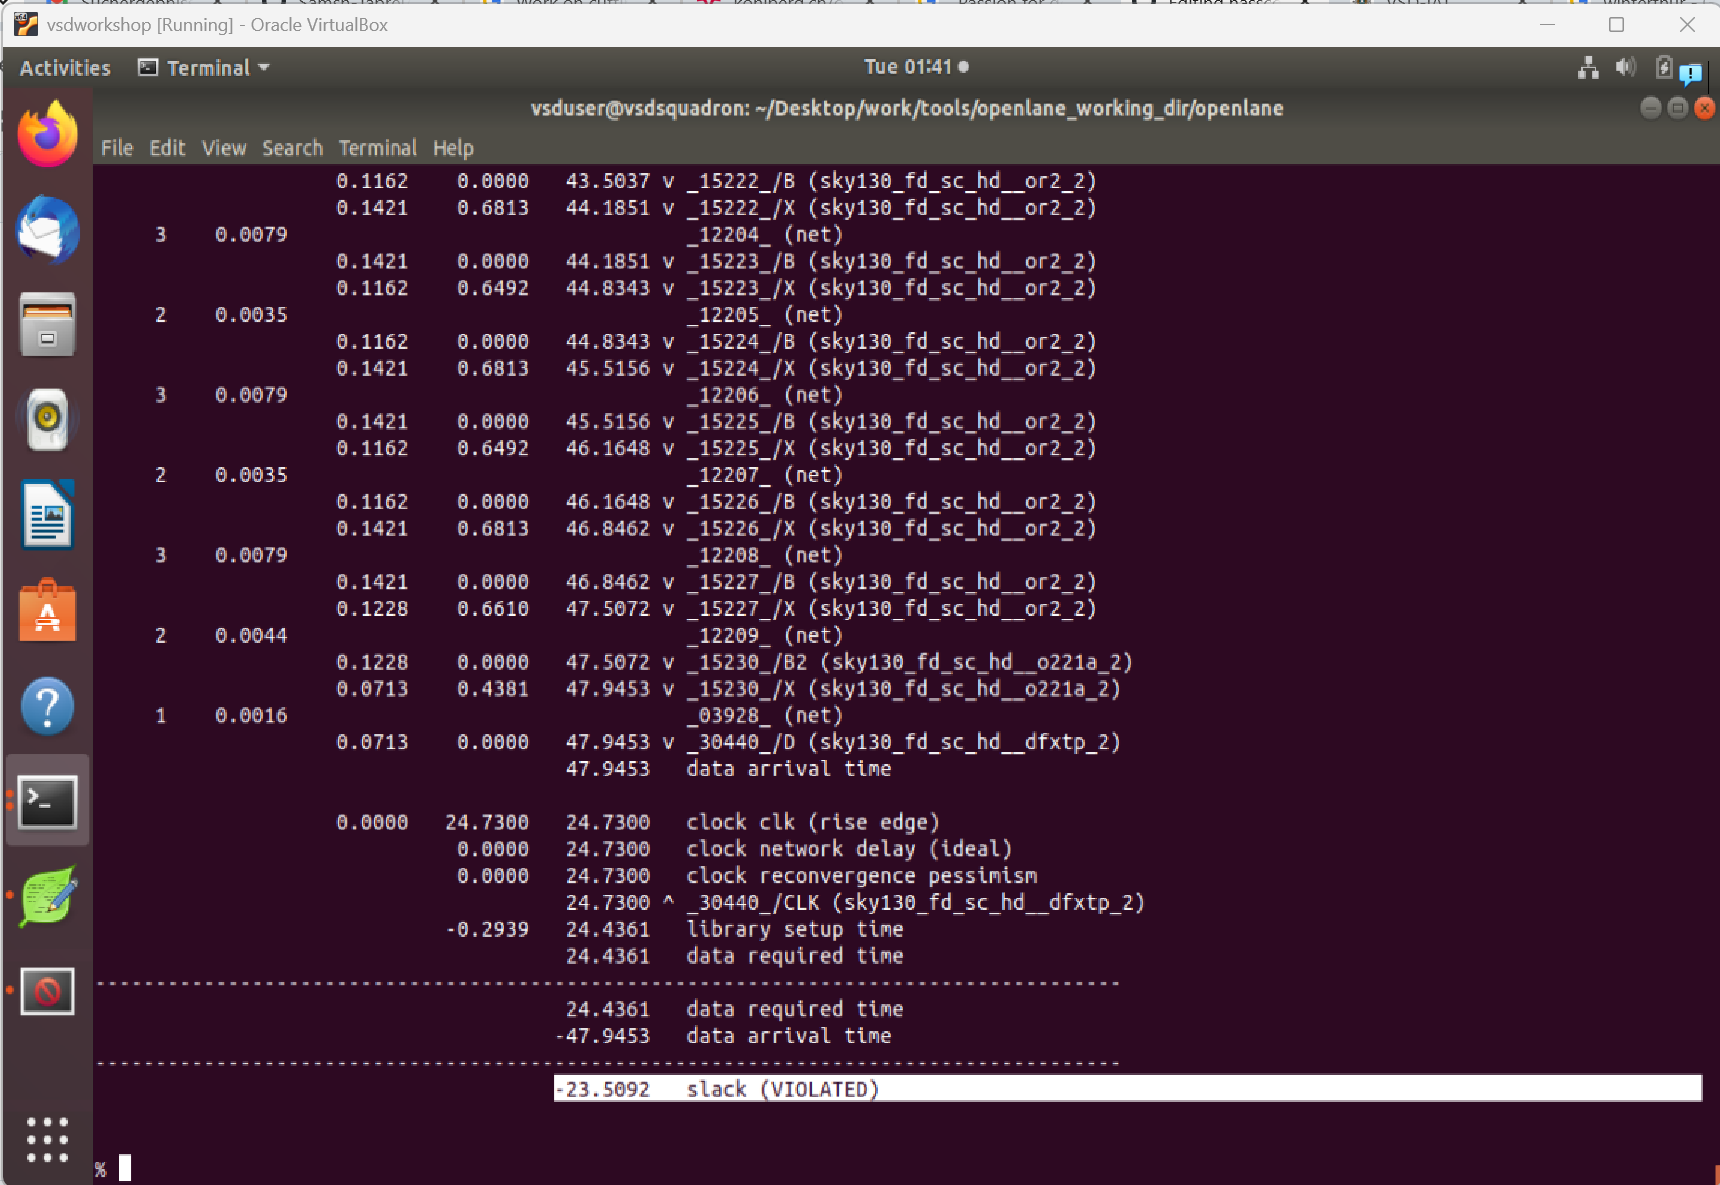 vsdworkshop [Running] - Oracle VirtualBox
Activities Terminal Tue 01:41
vsduser@vsdsquadron: ~/Desktop/work/tools/openlane_working_dir/openlane
File Edit View Search Terminal Help
0.1162 0.0000 43.5037 v _15222_/B (sky130_fd_sc_hd__or2_2)
0.1421 0.6813 44.1851 v _15222_/X (sky130_fd_sc_hd__or2_2)
3 0.0079 _12204_ (net)
0.1421 0.0000 44.1851 v _15223_/B (sky130_fd_sc_hd__or2_2)
0.1162 0.6492 44.8343 v _15223_/X (sky130_fd_sc_hd__or2_2)
2 0.0035 _12205_ (net)
0.1162 0.0000 44.8343 v _15224_/B (sky130_fd_sc_hd__or2_2)
0.1421 0.6813 45.5156 v _15224_/X (sky130_fd_sc_hd__or2_2)
3 0.0079 _12206_ (net)
0.1421 0.0000 45.5156 v _15225_/B (sky130_fd_sc_hd__or2_2)
0.1162 0.6492 46.1648 v _15225_/X (sky130_fd_sc_hd__or2_2)
2 0.0035 _12207_ (net)
0.1162 0.0000 46.1648 v _15226_/B (sky130_fd_sc_hd__or2_2)
0.1421 0.6813 46.8462 v _15226_/X (sky130_fd_sc_hd__or2_2)
3 0.0079 _12208_ (net)
0.1421 0.0000 46.8462 v _15227_/B (sky130_fd_sc_hd__or2_2)
0.1228 0.6610 47.5072 v _15227_/X (sky130_fd_sc_hd__or2_2)
2 0.0044 _12209_ (net)
0.1228 0.0000 47.5072 v _15230_/B2 (sky130_fd_sc_hd__o221a_2)
0.0713 0.4381 47.9453 v _15230_/X (sky130_fd_sc_hd__o221a_2)
1 0.0016 _03928_ (net)
0.0713 0.0000 47.9453 v _30440_/D (sky130_fd_sc_hd__dfxtp_2)
47.9453 data arrival time
0.0000 24.7300 24.7300 clock clk (rise edge)
0.0000 24.7300 clock network delay (ideal)
0.0000 24.7300 clock reconvergence pessimism
24.7300 ^ _30440_/CLK (sky130_fd_sc_hd__dfxtp_2)
-0.2939 24.4361 library setup time
24.4361 data required time
-------------------------------------------------------------------------------------
24.4361 data required time
-47.9453 data arrival time
-------------------------------------------------------------------------------------
-23.5092 slack (VIOLATED)
%